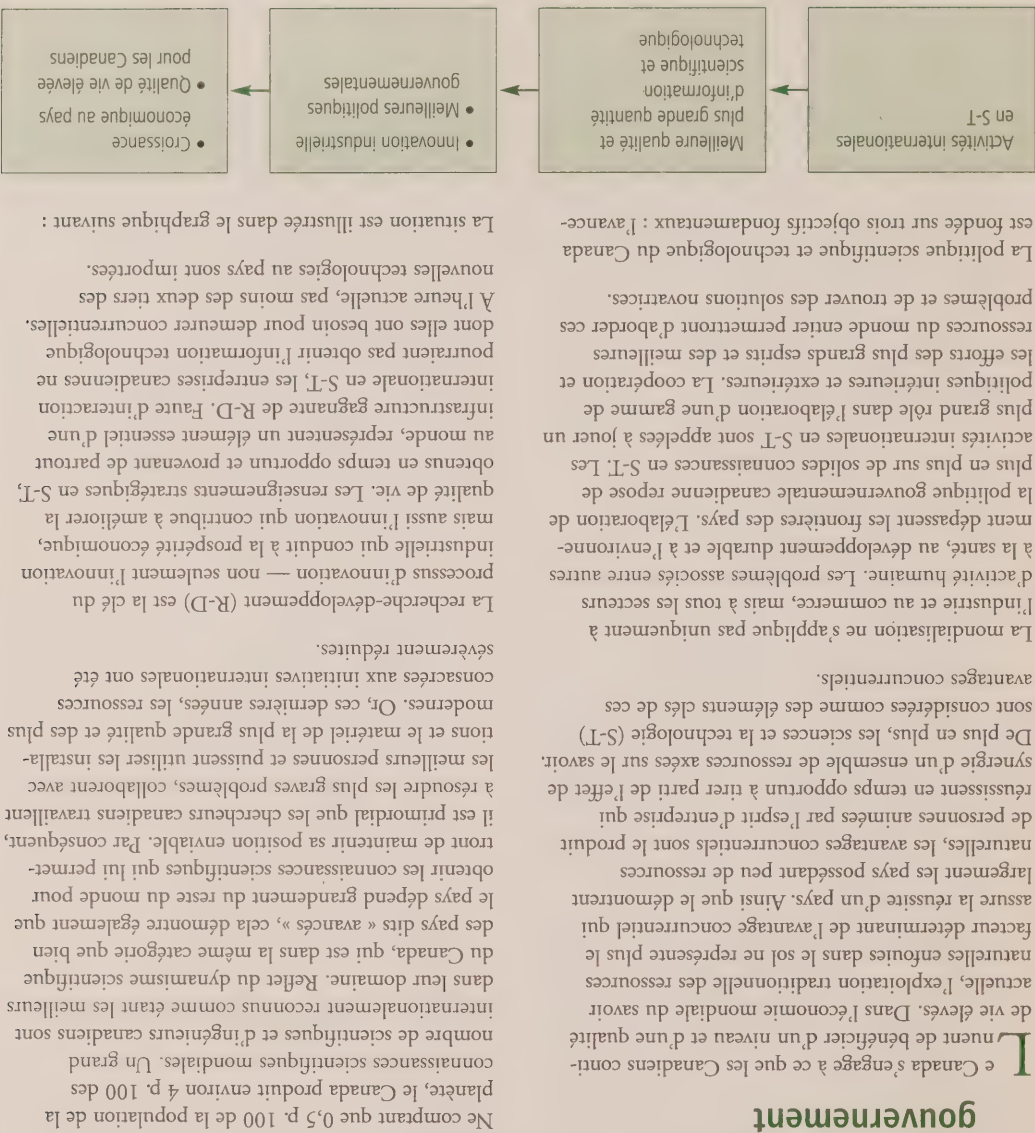 gouvernement
Le Canada s'engage à ce que les Canadiens conti-
nuent de bénéficier d'un niveau et d'une qualité
de vie élevés. Dans l'économie mondiale du savoir
actuelle, l'exploitation traditionnelle des ressources
naturelles enfouies dans le sol ne représente plus le
facteur déterminant de l'avantage concurrentiel qui
assure la réussite d'un pays. Ainsi que le démontrent
largement les pays possédant peu de ressources
naturelles, les avantages concurrentiels sont le produit
de personnes animées par l'esprit d'entreprise qui
réussissent en temps opportun à tirer parti de l'effet de
synergie d'un ensemble de ressources axées sur le savoir.
De plus en plus, les sciences et la technologie (S-T)
sont considérées comme des éléments clés de ces
avantages concurrentiels.
La mondialisation ne s'applique pas uniquement à
l'industrie et au commerce, mais à tous les secteurs
d'activité humaine. Les problèmes associés entre autres
à la santé, au développement durable et à l'environne-
ment dépassent les frontières des pays. L'élaboration de
la politique gouvernementale canadienne repose de
plus en plus sur de solides connaissances en S-T. Les
activités internationales en S-T sont appelées à jouer un
plus grand rôle dans l'élaboration d'une gamme de
politiques intérieures et extérieures. La coopération et
les efforts des plus grands esprits et des meilleures
ressources du monde entier permettront d'aborder ces
problèmes et de trouver des solutions novatrices.
La politique scientifique et technologique du Canada
est fondée sur trois objectifs fondamentaux : l'avance-
Ne comptant que 0,5 p. 100 de la population de la
planète, le Canada produit environ 4 p. 100 des
connaissances scientifiques mondiales. Un grand
nombre de scientifiques et d'ingénieurs canadiens sont
internationalement reconnus comme étant les meilleurs
dans leur domaine. Reflet du dynamisme scientifique
du Canada, qui est dans la même catégorie que bien
des pays dits « avancés », cela démontre également que
le pays dépend grandement du reste du monde pour
obtenir les connaissances scientifiques qui lui permet-
tront de maintenir sa position enviable. Par conséquent,
il est primordial que les chercheurs canadiens travaillent
à résoudre les plus graves problèmes, collaborent avec
les meilleurs personnes et puissent utiliser les installa-
tions et le matériel de la plus grande qualité et des plus
modernes. Or, ces dernières années, les ressources
consacrées aux initiatives internationales ont été
sévèrement réduites.
La recherche-développement (R-D) est la clé du
processus d'innovation — non seulement l'innovation
industrielle qui conduit à la prospérité économique,
mais aussi l'innovation qui contribue à améliorer la
qualité de vie. Les renseignements stratégiques en S-T,
obtenus en temps opportun et provenant de partout
au monde, représentent un élément essentiel d'une
infrastructure gagnante de R-D. Faute d'interaction
internationale en S-T, les entreprises canadiennes ne
pourraient pas obtenir l'information technologique
dont elles ont besoin pour demeurer concurrentielles.
À l'heure actuelle, pas moins des deux tiers des
nouvelles technologies au pays sont importées.
La situation est illustrée dans le graphique suivant :
Activités internationales
en S-T
Meilleure qualité et
plus grande quantité
d'information
scientifique et
technologique
• Innovation industrielle
• Meilleures politiques
gouvernementales
• Croissance
économique au pays
• Qualité de vie élevée
pour les Canadiens